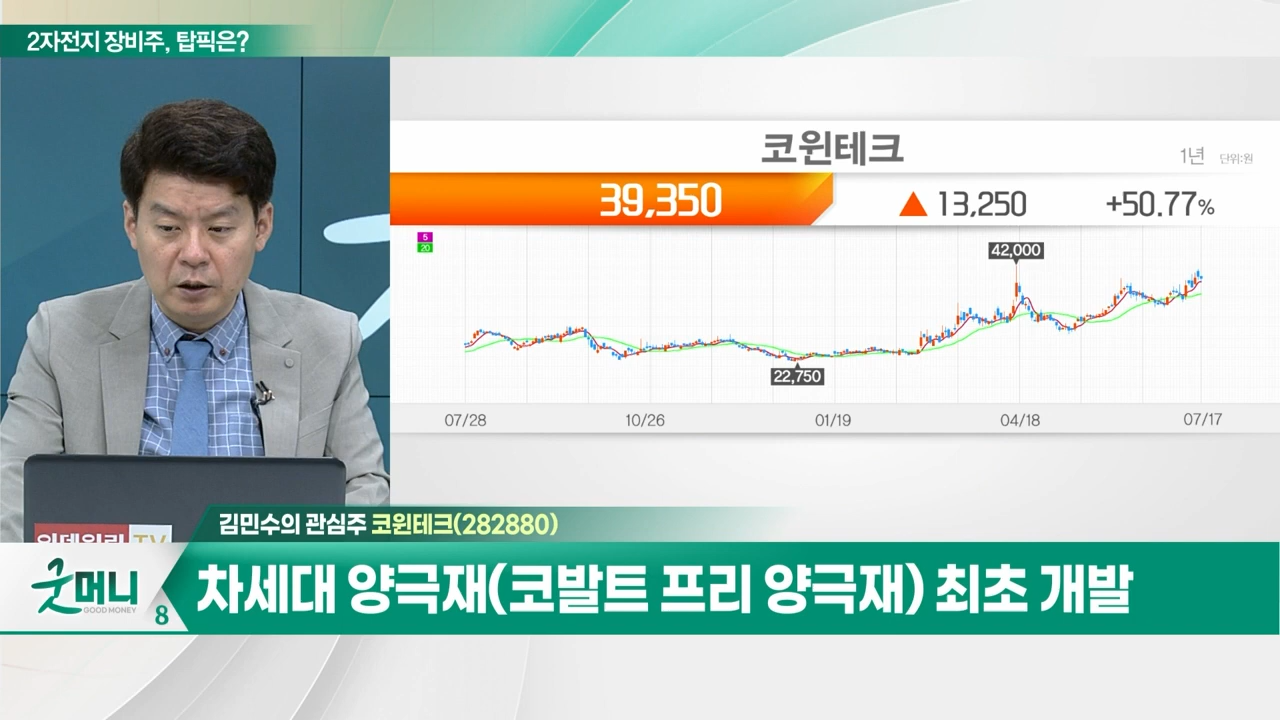 2자전지 장비주, 탑픽은?
코윈테크
1년 단위:원
39,350 ▲ 13,250 +50.77%
5
20
42,000
22,750
07/28 10/26 01/19 04/18 07/17
김민수의 관심주 코윈테크(282880)
굿머니
GOOD MONEY
8
차세대 양극재(코발트 프리 양극재) 최초 개발